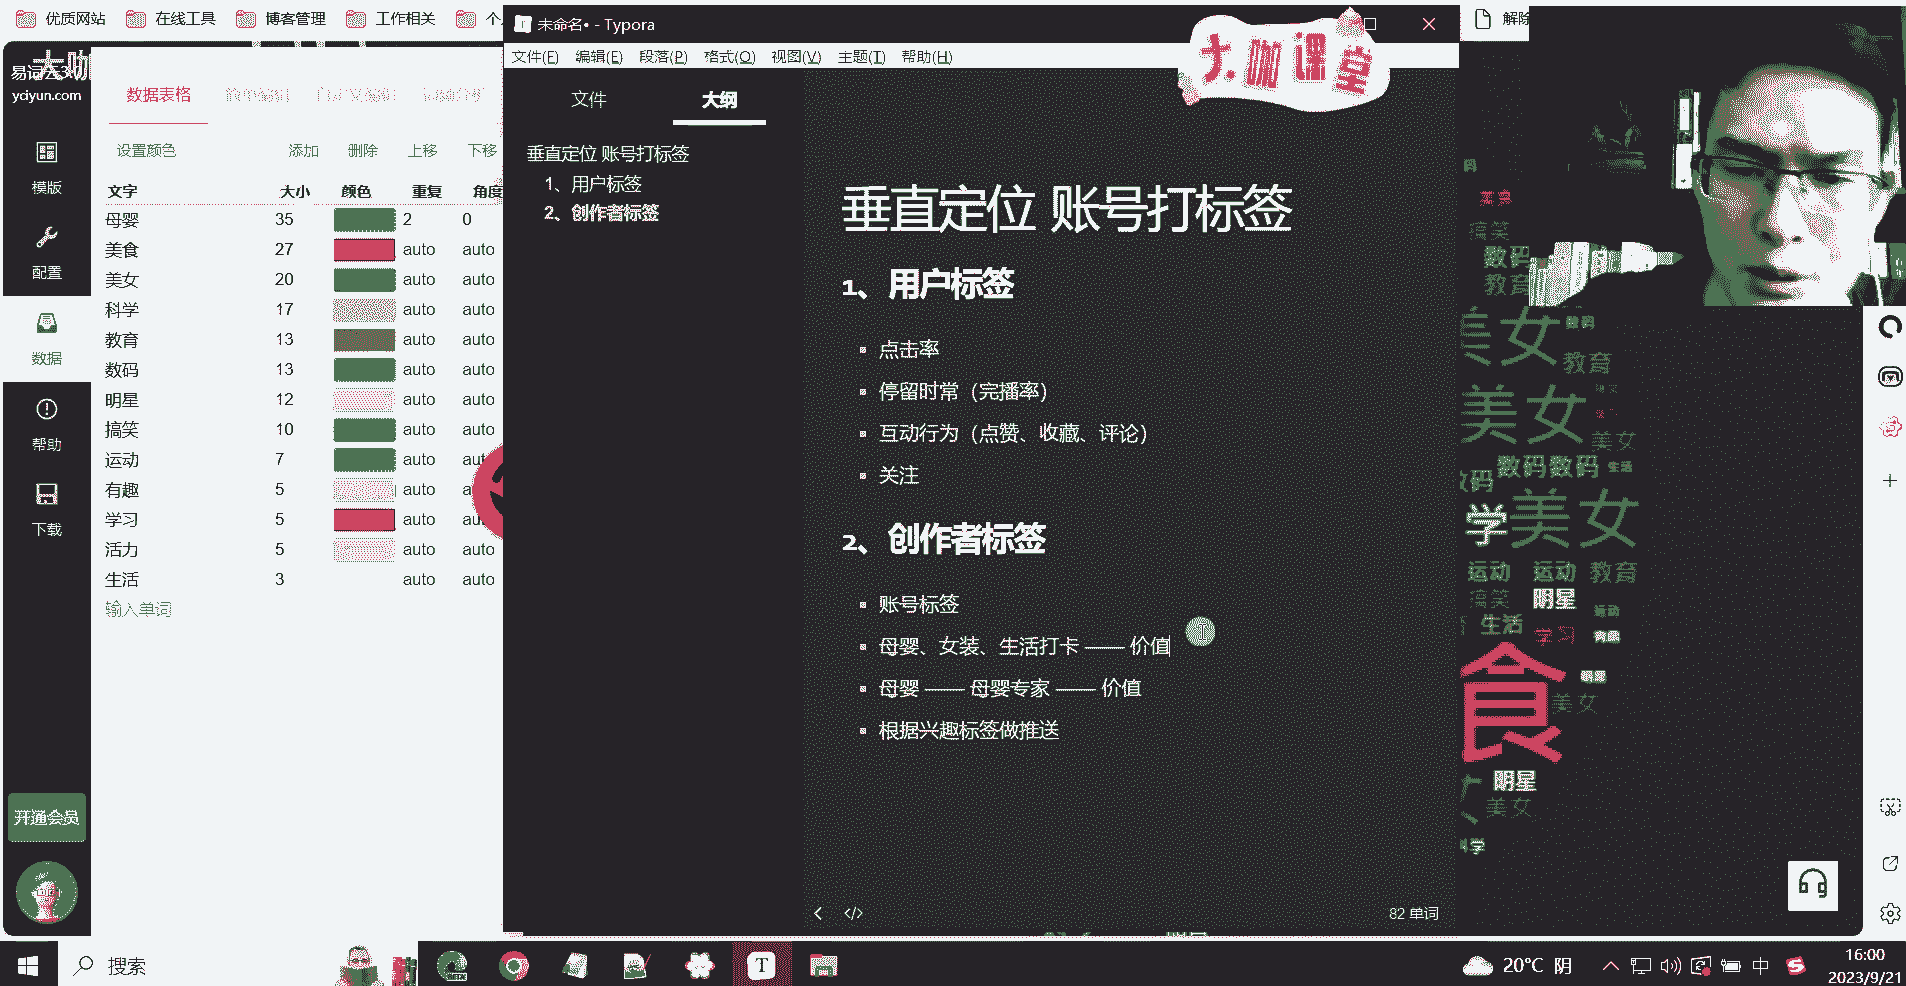 优质网站
在线工具
博客管理
工作相关
未命名• - Typora
解除
大咖课堂
易词云3
yciyun.com
文件(F) 编辑(E) 段落(P) 格式(O) 视图(V) 主题(T) 帮助(H)
数据表格
模版
配置
数据
帮助
下载
开通会员
设置颜色 添加 删除 上移 下移
文字 大小 颜色 重复 角度
母婴 35 2 0
美食 27 auto auto
美女 20 auto auto
科学 17 auto auto
教育 13 auto auto
数码 13 auto auto
明星 12 auto auto
搞笑 10 auto auto
运动 7 auto auto
有趣 5 auto
学习 5 auto
活力 5 auto auto
生活 3 auto auto
输入单词
文件 大纲
垂直定位 账号打标签
1、用户标签
2、创作者标签
垂直定位 账号打标签
1、 用户标签
点击率
停留时常（完播率）
互动行为（点赞、收藏、评论）
关注
2、 创作者标签
账号标签
母婴、女装、生活打卡 —— 价值
母婴 —— 母婴专家 —— 价值
根据兴趣标签做推送
82 单词
搞笑
数码
教育
美女
教育
美女
美女
数码数码 生活
学美女
运动 运动 教育
搞笑 明星 运动
生活 学习
食
美女
明星
美女
搜索
20°C 阴
中
16:00
2023/9/21